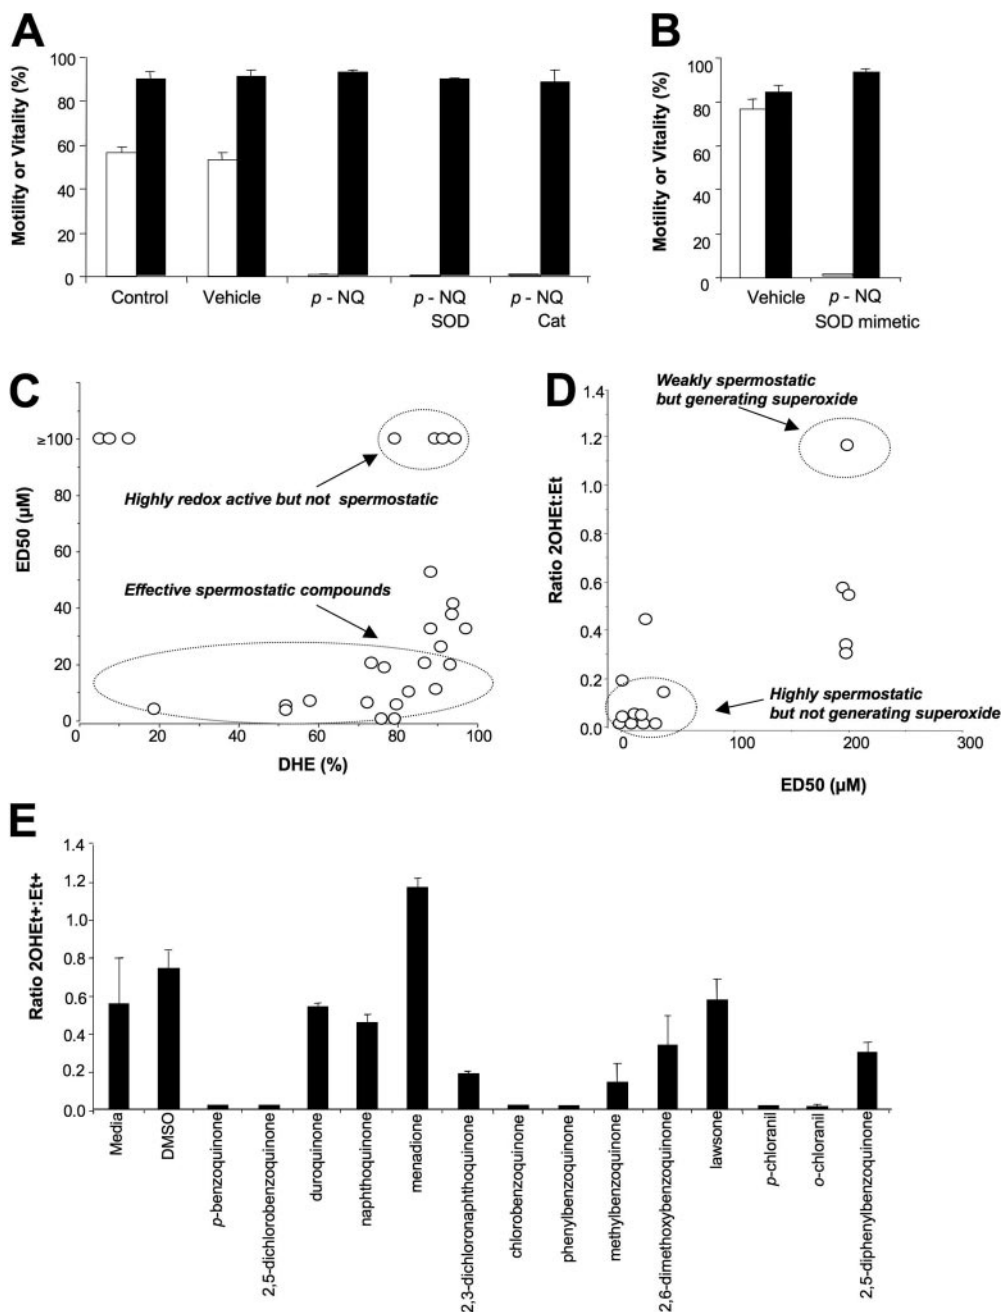 A
Motility or Vitality (%)
100
80
60
40
20
0
Control
Vehicle
p - NQ
p - NQ
SOD
p - NQ
Cat
B
Motility or Vitality (%)
100
80
60
40
20
0
Vehicle
p - NQ
SOD mimetic
C
ED50 (µM)
≥100
80
60
40
20
0
Highly redox active but not spermostatic
Effective spermostatic compounds
0
20
40
60
80
100
DHE (%)
D
Ratio 2OHEt:Et
1.4
1.2
1.0
0.8
0.6
0.4
0.2
0.0
Weakly spermostatic
but generating superoxide
Highly spermostatic
but not generating superoxide
0
100
200
300
ED50 (µM)
E
Ratio 2OHEt+:Et+
1.4
1.2
1.0
0.8
0.6
0.4
0.2
0.0
Media
DMSO
p-benzoquinone
2,5-dichlorobenzoquinone
duroquinone
naphthoquinone
menadione
2,3-dichloronaphthoquinone
chlorobenzoquinone
phenylbenzoquinone
methylbenzoquinone
2,6-dimethoxybenzoquinone
lawsone
p-chloranil
o-chloranil
2,5-diphenylbenzoquinone